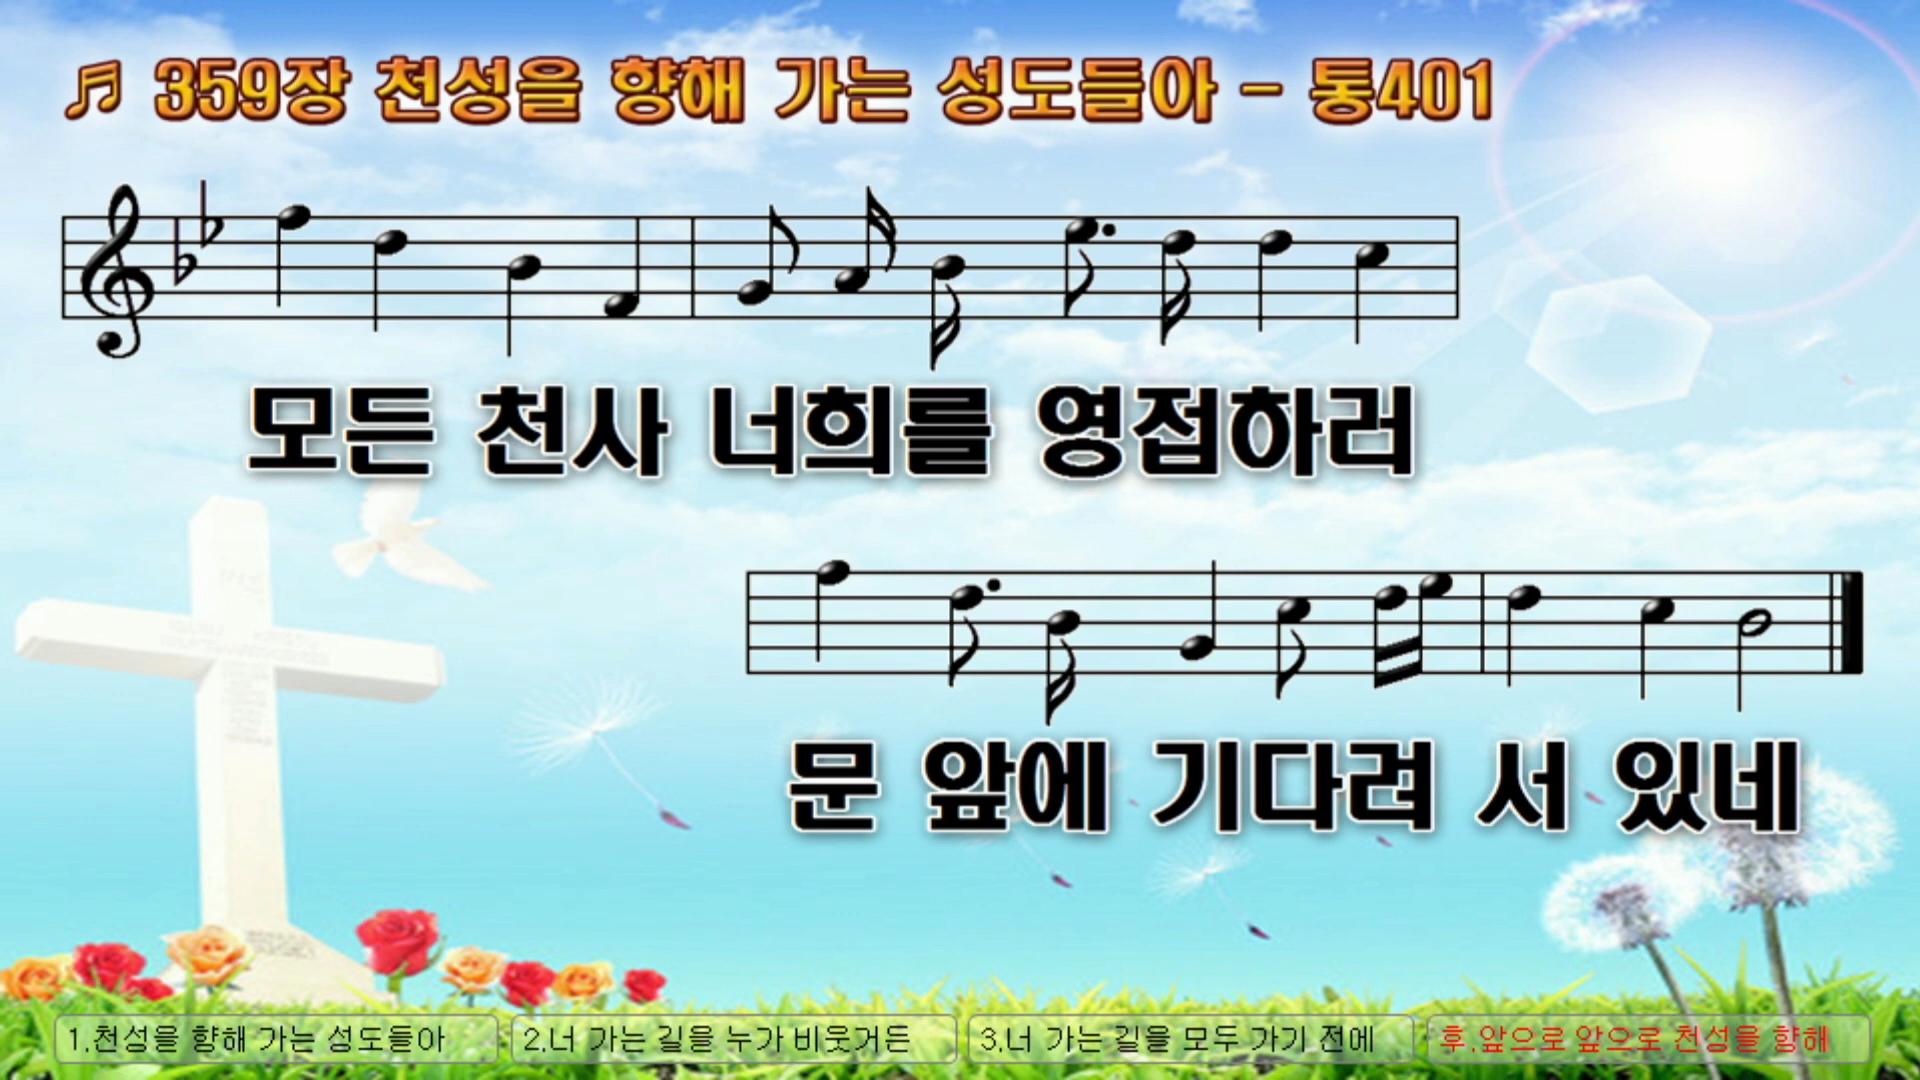 359장 천성을 향해 가는 성도들아 - 통401
모든 천사 너희를 영접하러
문 앞에 기다려 서 있네
1.천성을 향해 가는 성도들아
2.너 가는 길을 누가 비웃거든
3.너 가는 길을 모두 가기 전에
후.앞으로 앞으로 천성을 향해